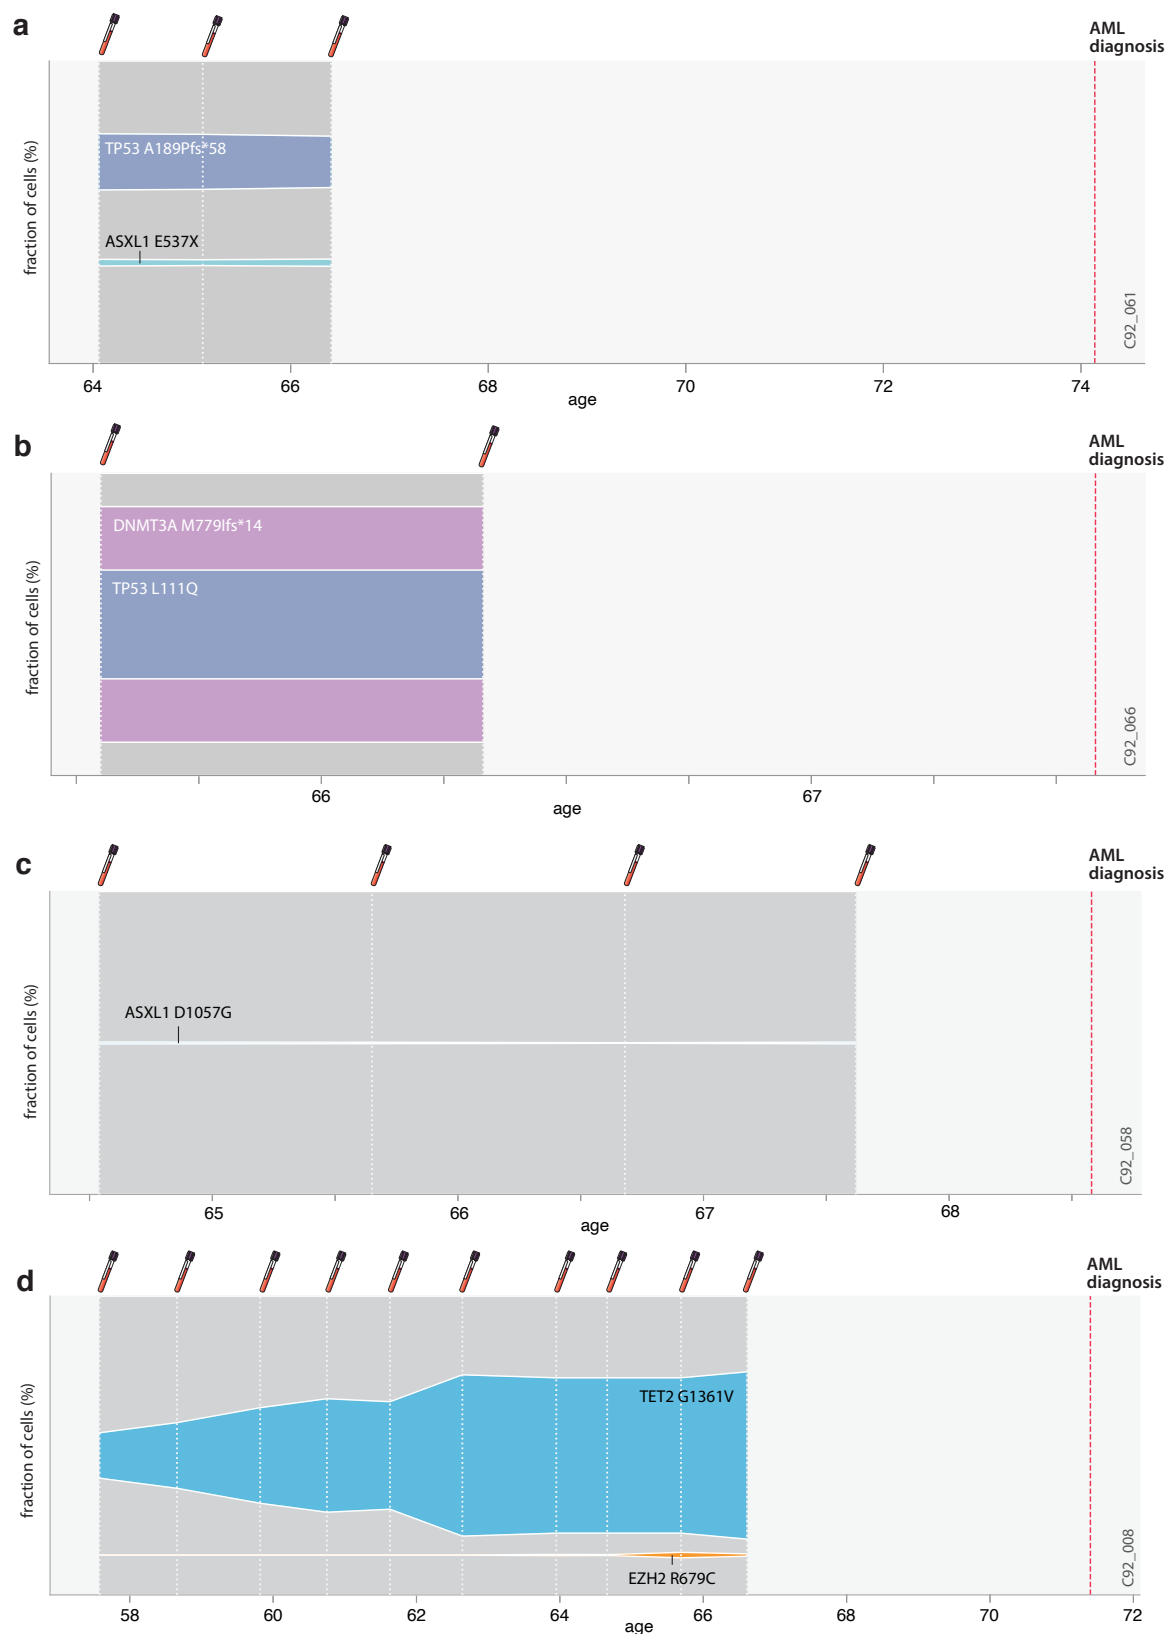 a
AML
diagnosis
fraction of cells (%)
TP53 A189Pfs*58
ASXL1 E537X
C92_061
64 66 68 70 72 74
age
b
AML
diagnosis
fraction of cells (%)
DNMT3A M779Ifs*14
TP53 L111Q
C92_066
66 67
age
c
AML
diagnosis
fraction of cells (%)
ASXL1 D1057G
C92_058
65 66 67 68
age
d
AML
diagnosis
fraction of cells (%)
TET2 G1361V
EZH2 R679C
C92_008
58 60 62 64 66 68 70 72
age